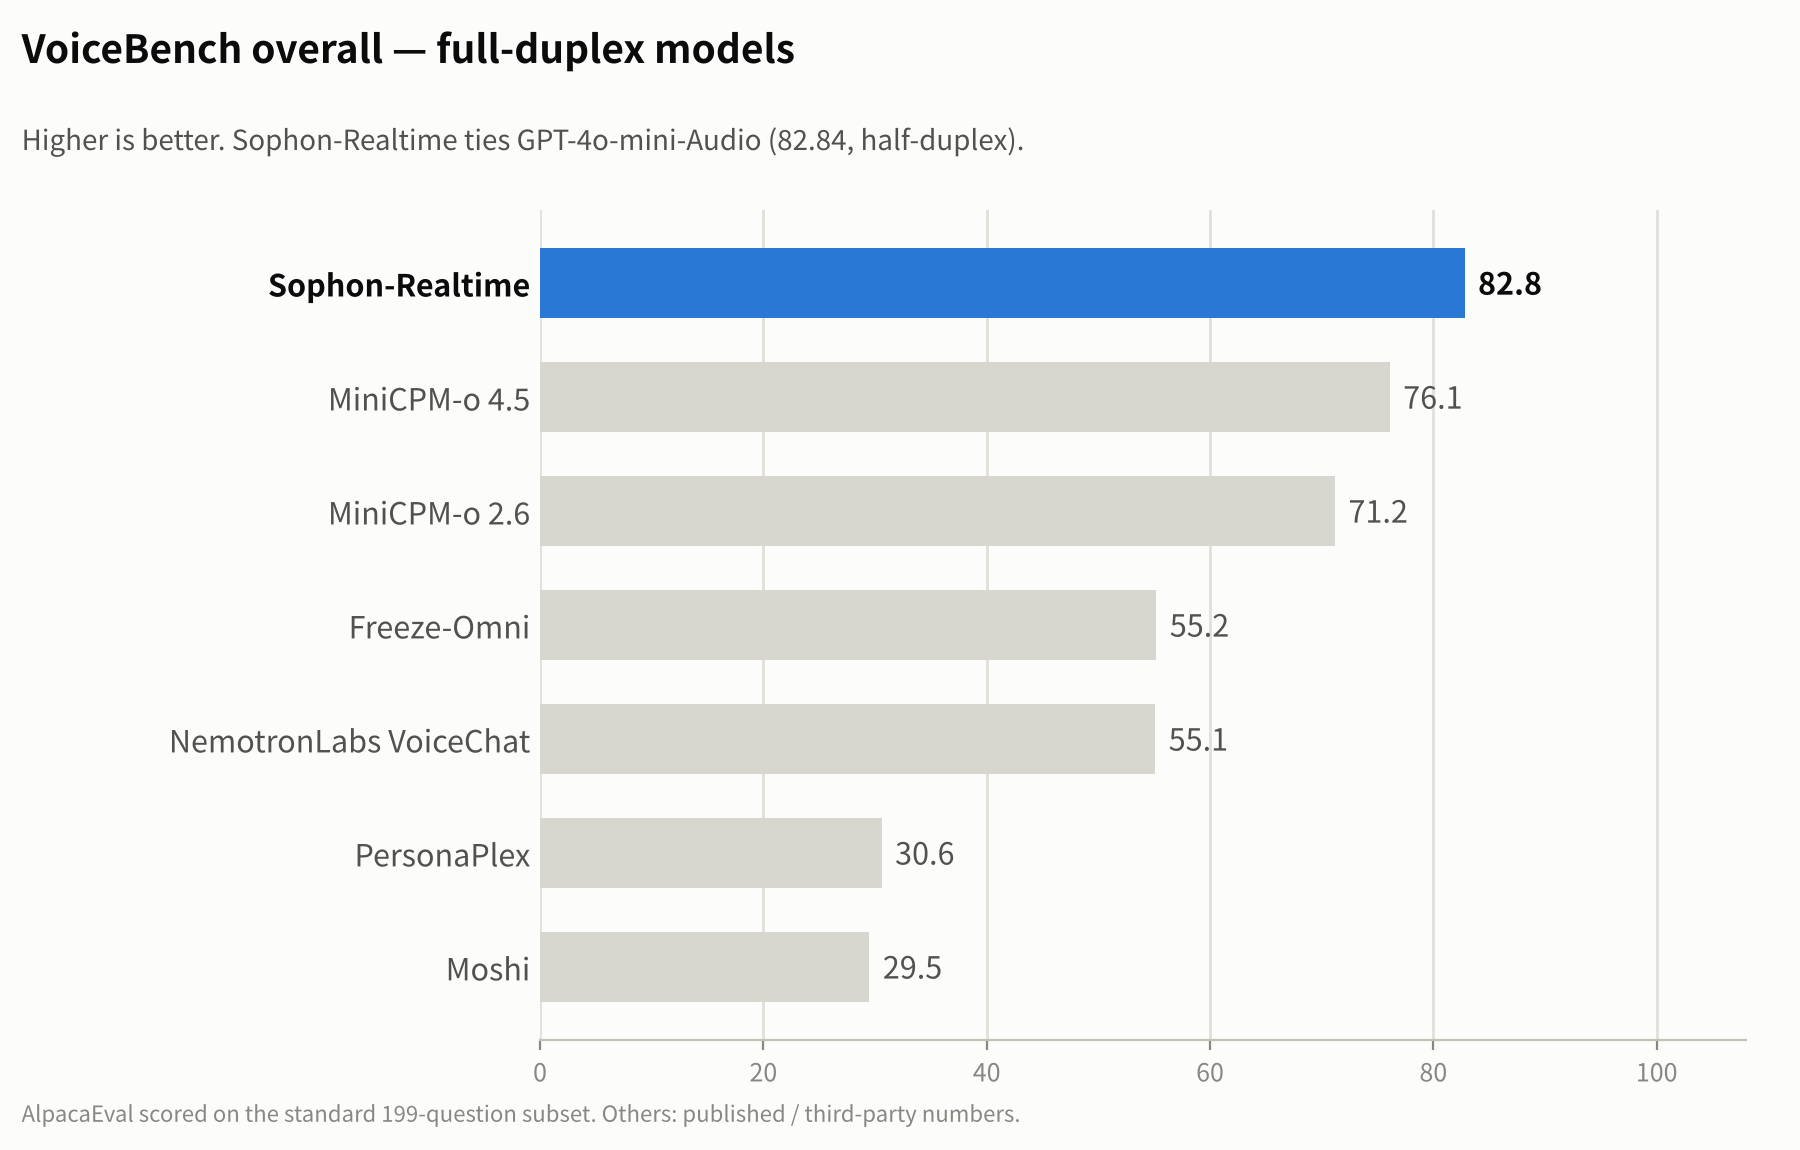 VoiceBench overall — full-duplex models
Higher is better. Sophon-Realtime ties GPT-4o-mini-Audio (82.84, half-duplex).
Sophon-Realtime 82.8
MiniCPM-o 4.5 76.1
MiniCPM-o 2.6 71.2
Freeze-Omni 55.2
NemotronLabs VoiceChat 55.1
PersonaPlex 30.6
Moshi 29.5
0 20 40 60 80 100
AlpacaEval scored on the standard 199-question subset. Others: published / third-party numbers.